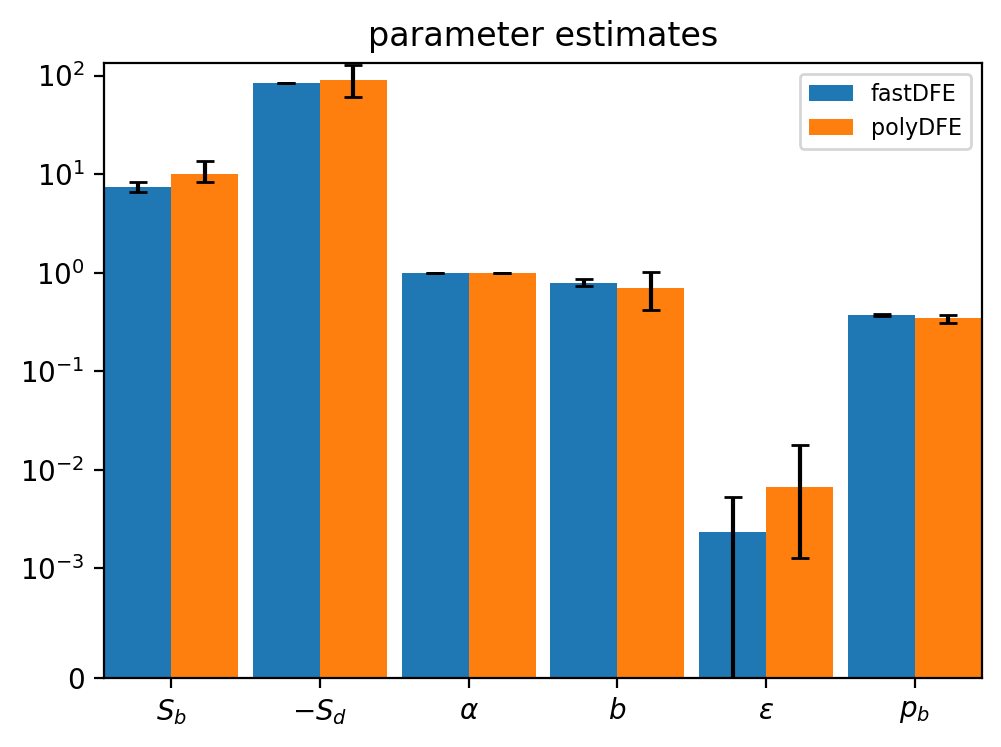 parameter estimates
10²
10¹
10⁰
10⁻¹
10⁻²
10⁻³
0
fastDFE
polyDFE
S_b
−S_d
α
b
ε
p_b